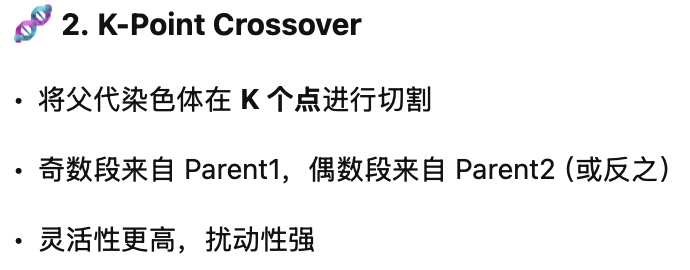 🧬 2. K-Point Crossover
• 将父代染色体在 K 个点进行切割
• 奇数段来自 Parent1，偶数段来自 Parent2（或反之）
• 灵活性更高，扰动性强